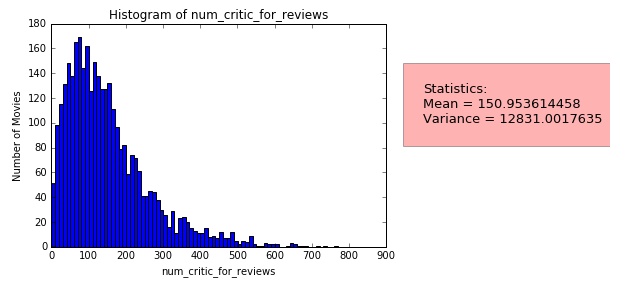 Histogram of num_critic_for_reviews
180
160
140
120
100
80
60
40
20
0
Number of Movies
0 100 200 300 400 500 600 700 800 900
num_critic_for_reviews
Statistics:
Mean = 150.953614458
Variance = 12831.0017635